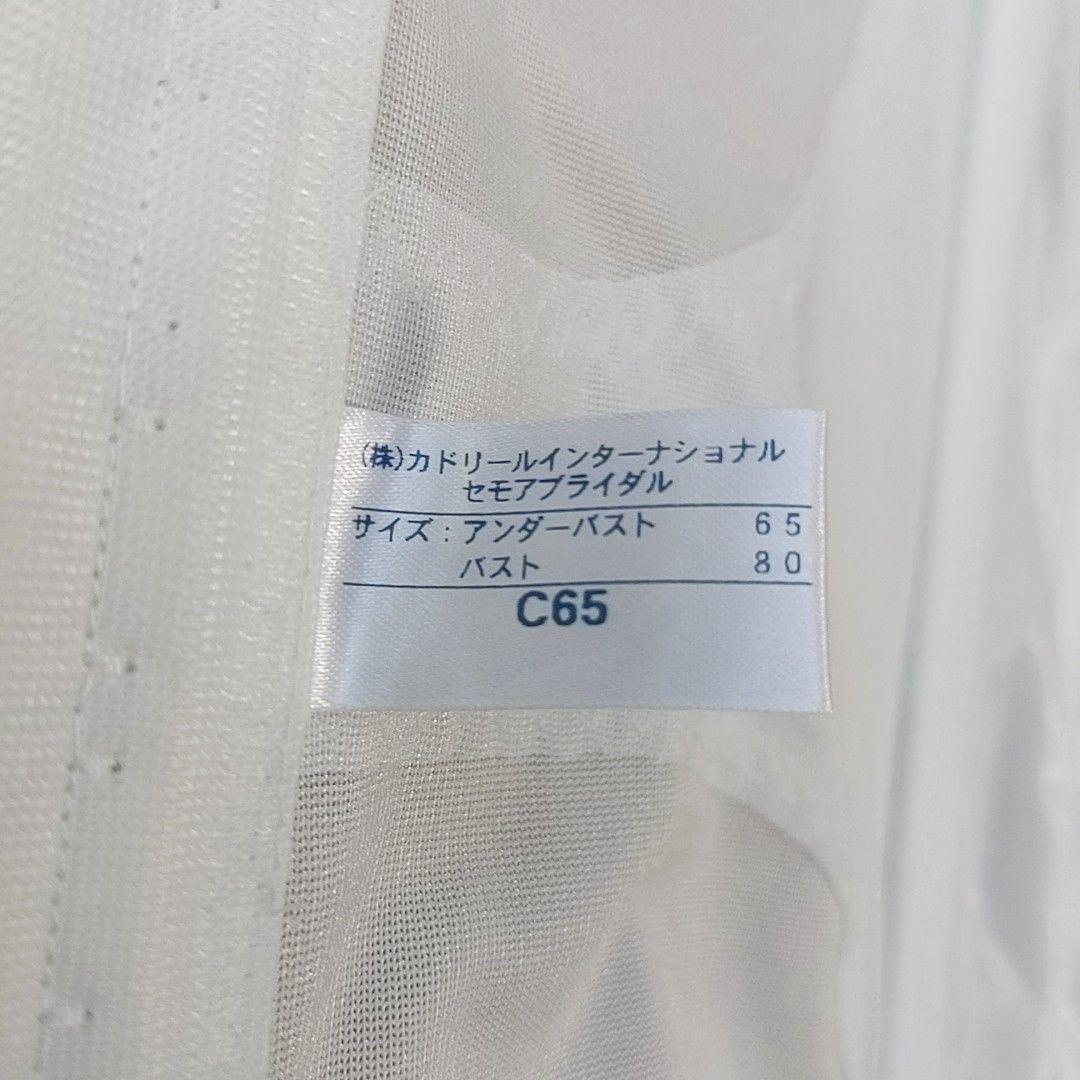 (株)カドリールインターナショナル
セモアブライダル
サイズ:アンダーバスト 65
バスト 80
C65